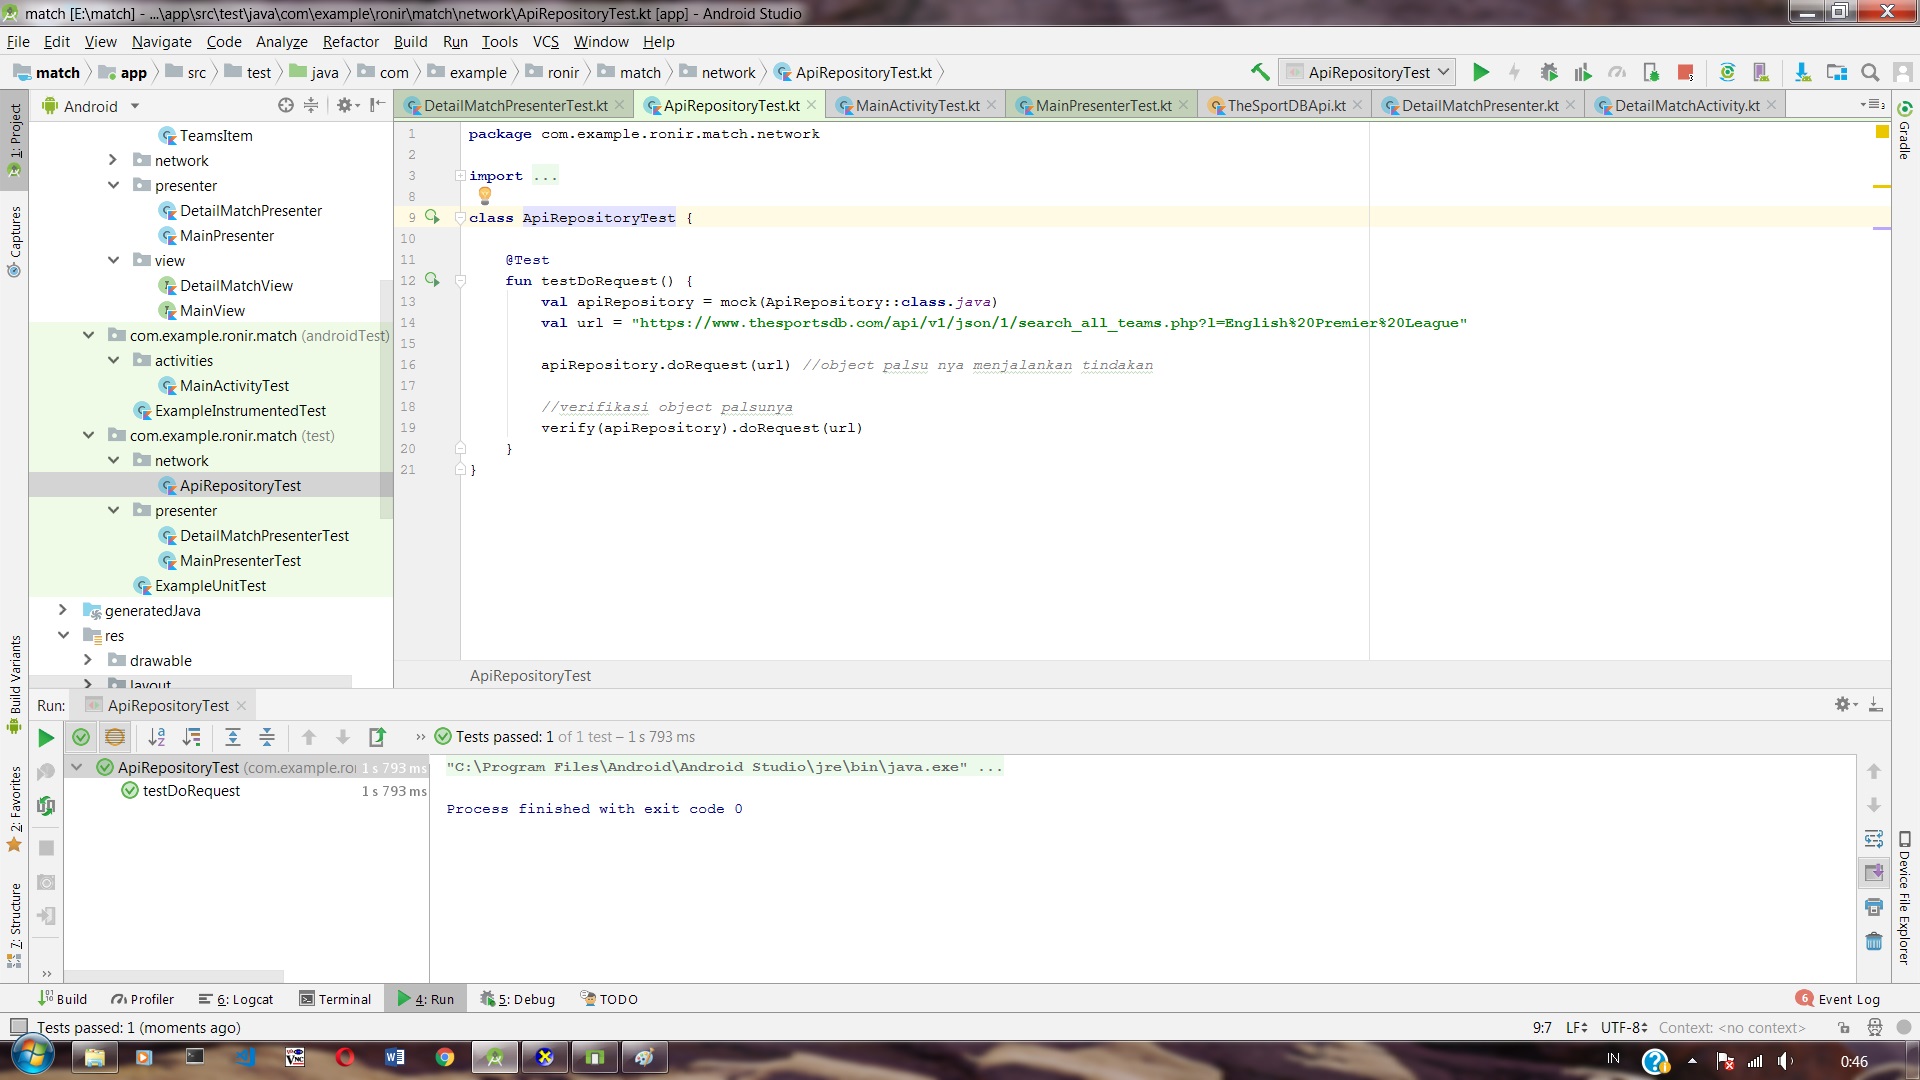 match [E:\match] - ...\app\src\test\java\com\example\ronir\match\network\ApiRepositoryTest.kt [app] - Android Studio
File Edit View Navigate Code Analyze Refactor Build Run Tools VCS Window Help
match app src test java com example ronir match network ApiRepositoryTest.kt
ApiRepositoryTest
Android
DetailMatchPresenterTest.kt ApiRepositoryTest.kt MainActivityTest.kt MainPresenterTest.kt TheSportDBApi.kt DetailMatchPresenter.kt DetailMatchActivity.kt
1: Project
Captures
Build Variants
2: Favorites
7: Structure
TeamsItem
network
presenter
DetailMatchPresenter
MainPresenter
view
DetailMatchView
MainView
com.example.ronir.match (androidTest)
activities
MainActivityTest
ExampleInstrumentedTest
com.example.ronir.match (test)
network
ApiRepositoryTest
presenter
DetailMatchPresenterTest
MainPresenterTest
ExampleUnitTest
generatedJava
res
drawable
layout
1 package com.example.ronir.match.network
2
3 import ...
8
9 class ApiRepositoryTest {
10
11 @Test
12 fun testDoRequest() {
13 val apiRepository = mock(ApiRepository::class.java)
14 val url = "https://www.thesportsdb.com/api/v1/json/1/search_all_teams.php?l=English%20Premier%20League"
15
16 apiRepository.doRequest(url) //object palsu nya menjalankan tindakan
17
18 //verifikasi object palsunya
19 verify(apiRepository).doRequest(url)
20 }
21 }
ApiRepositoryTest
Gradle
Device File Explorer
Run: ApiRepositoryTest
Tests passed: 1 of 1 test – 1 s 793 ms
ApiRepositoryTest (com.example.ro 1 s 793 ms
testDoRequest 1 s 793 ms
"C:\Program Files\Android\Android Studio\jre\bin\java.exe" ...
Process finished with exit code 0
Build Profiler 6: Logcat Terminal 4: Run 5: Debug TODO
6 Event Log
Tests passed: 1 (moments ago)
9:7 LF UTF-8 Context: <no context>
IN 0:46